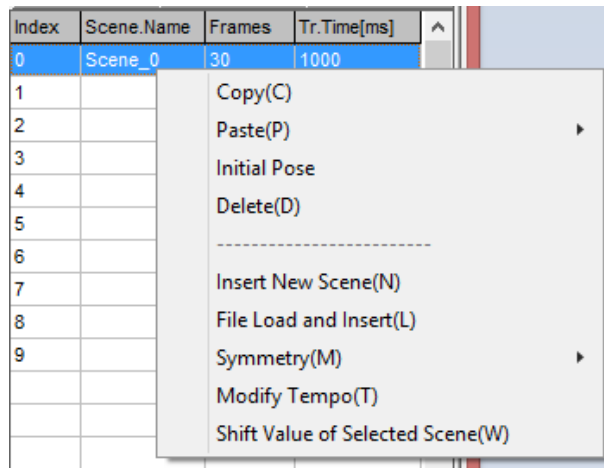 Index Scene.Name Frames Tr.Time[ms]
0 Scene_0 30 1000
1
2
3
4
5
6
7
8
9
Copy(C)
Paste(P)
Initial Pose
Delete(D)
-------------------------
Insert New Scene(N)
File Load and Insert(L)
Symmetry(M)
Modify Tempo(T)
Shift Value of Selected Scene(W)